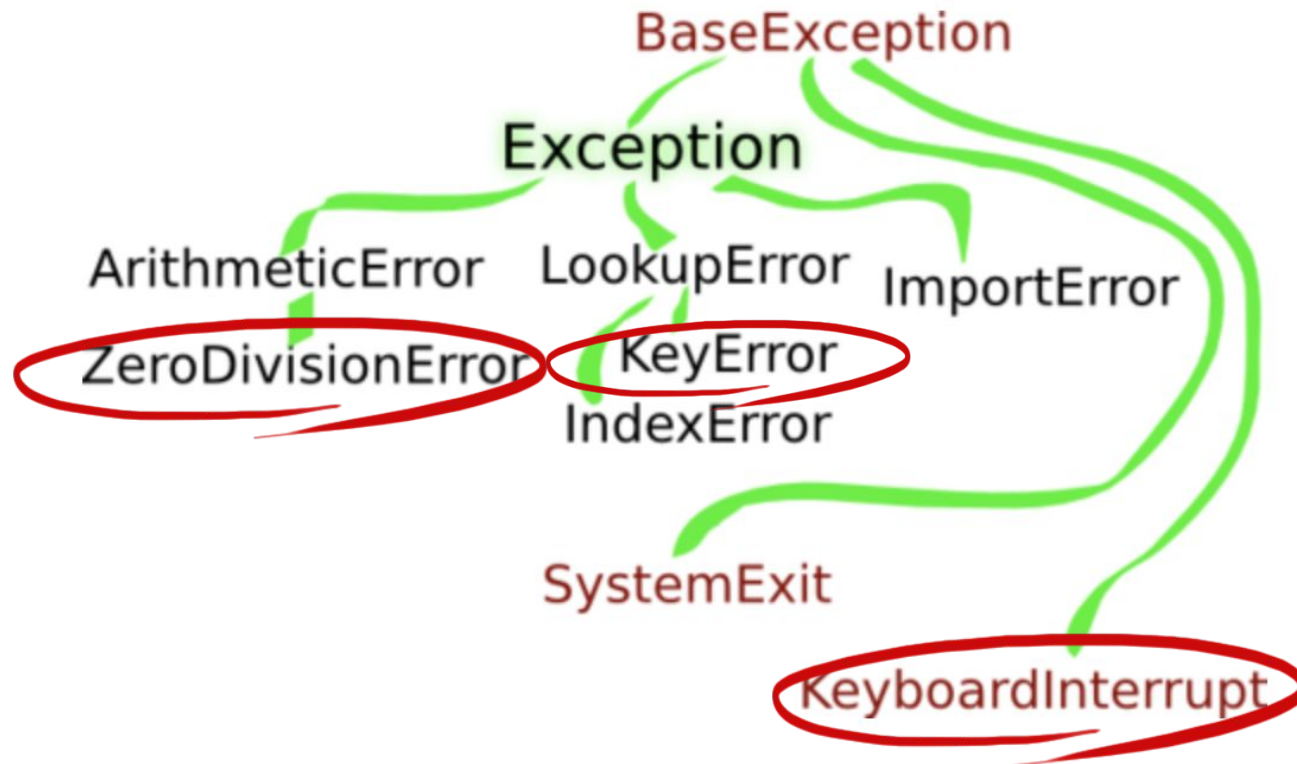 BaseException
Exception
ArithmeticError
LookupError
ImportError
ZeroDivisionError
KeyError
IndexError
SystemExit
KeyboardInterrupt